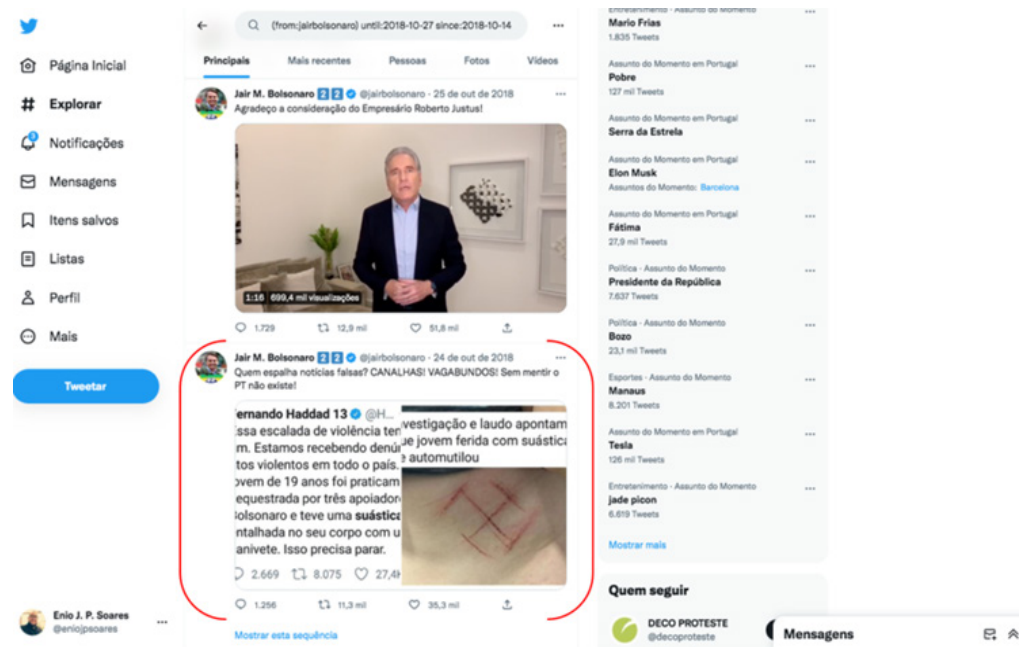 Página Inicial
Explorar
Notificações
Mensagens
Itens salvos
Listas
Perfil
Mais
Tweetar
Enio J. P. Soares
@eniojpsoares
(from:jairbolsonaro) until:2018-10-27 since:2018-10-14
Principais Mais recentes Pessoas Fotos Vídeos
Jair M. Bolsonaro 2 2 @jairbolsonaro · 25 de out de 2018
Agradeço a consideração do Empresário Roberto Justus!
1:16 699,4 mil visualizações
1.729 12,9 mil 51,8 mil
Jair M. Bolsonaro 2 2 @jairbolsonaro · 24 de out de 2018
Quem espalha notícias falsas? CANALHAS! VAGABUNDOS! Sem mentir o
PT não existe!
ernando Haddad 13 @H...
ssa escalada de violência ten
m. Estamos recebendo denú
tos violentos em todo o país.
ovem de 19 anos foi praticam
equestrada por três apoiador
olsonaro e teve uma suástica
ntalhada no seu corpo com u
anivete. Isso precisa parar.
2.669 8.075 27,4
vestigação e laudo apontam
ue jovem ferida com suástica
e automutilou
1.256 11,3 mil 35,3 mil
Mostrar esta sequência
Entretenimento · Assunto do Momento
Mario Frias
1.835 Tweets
Assunto do Momento em Portugal
Pobre
127 mil Tweets
Assunto do Momento em Portugal
Serra da Estrela
Assunto do Momento em Portugal
Elon Musk
Assuntos do Momento: Barcelona
Assunto do Momento em Portugal
Fátima
27,9 mil Tweets
Política · Assunto do Momento
Presidente da República
7.637 Tweets
Política · Assunto do Momento
Bozo
23,1 mil Tweets
Esportes · Assunto do Momento
Manaus
8.201 Tweets
Assunto do Momento em Portugal
Tesla
126 mil Tweets
Entretenimento · Assunto do Momento
jade picon
6.619 Tweets
Mostrar mais
Quem seguir
DECO PROTESTE
@decoproteste
Mensagens